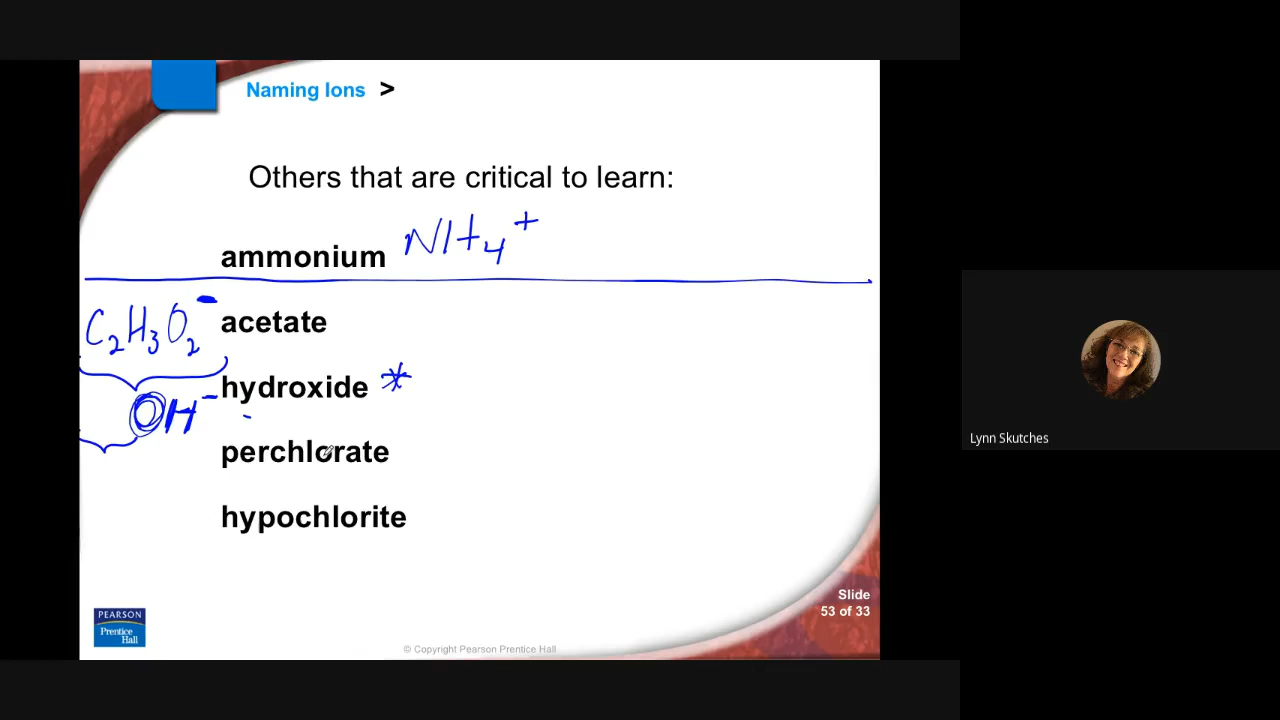 Naming Ions >
Others that are critical to learn:
ammonium NH4+
C2H3O2- acetate
hydroxide *
OH-
perchlorate
hypochlorite
Lynn Skutches
Slide
53 of 33
PEARSON
Prentice
Hall
© Copyright Pearson Prentice Hall